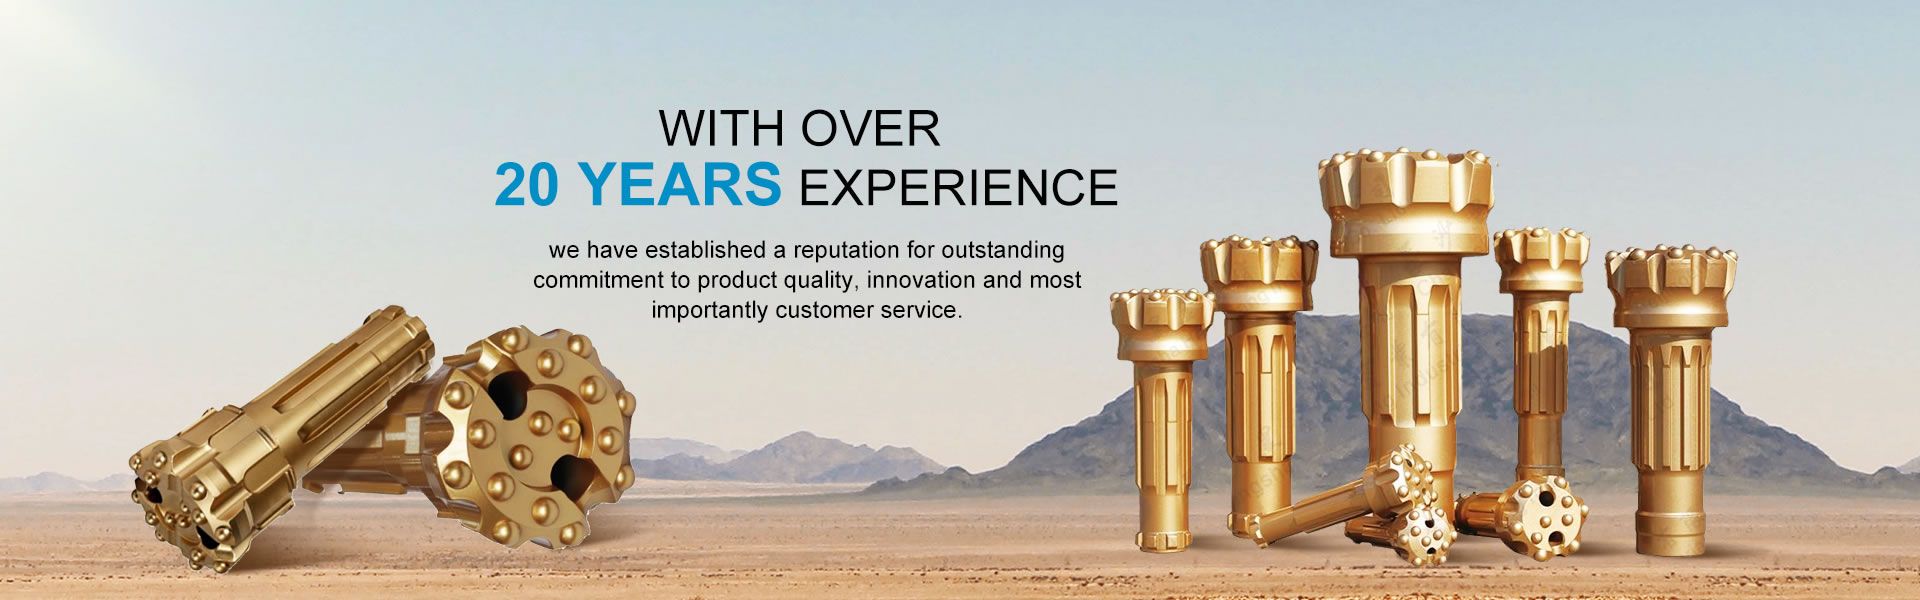 WITH OVER
20 YEARS EXPERIENCE
we have established a reputation for outstanding
commitment to product quality, innovation and most
importantly customer service.